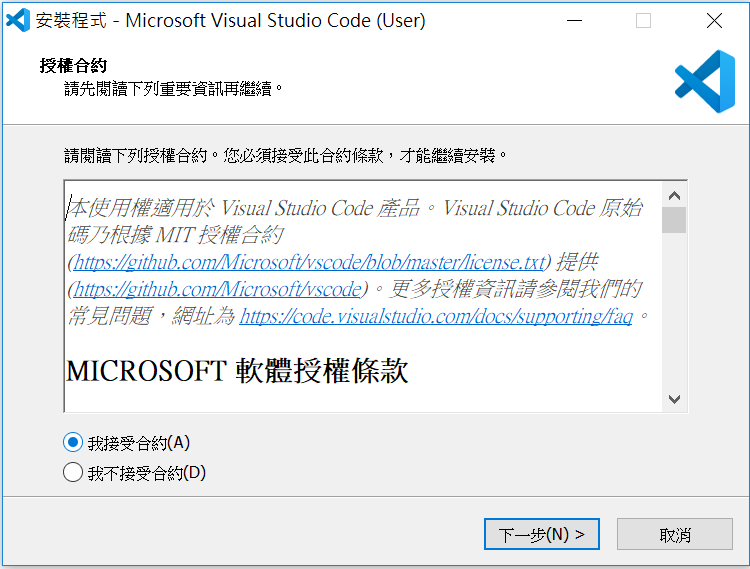 安裝程式 - Microsoft Visual Studio Code (User)
授權合約
請先閱讀下列重要資訊再繼續。
請閱讀下列授權合約。您必須接受此合約條款，才能繼續安裝。
本使用權適用於 Visual Studio Code 產品。Visual Studio Code 原始
碼乃根據 MIT 授權合約
(https://github.com/Microsoft/vscode/blob/master/license.txt) 提供
(https://github.com/Microsoft/vscode)。更多授權資訊請參閱我們的
常見問題，網址為 https://code.visualstudio.com/docs/supporting/faq。
MICROSOFT 軟體授權條款
我接受合約(A)
我不接受合約(D)
下一步(N) >
取消